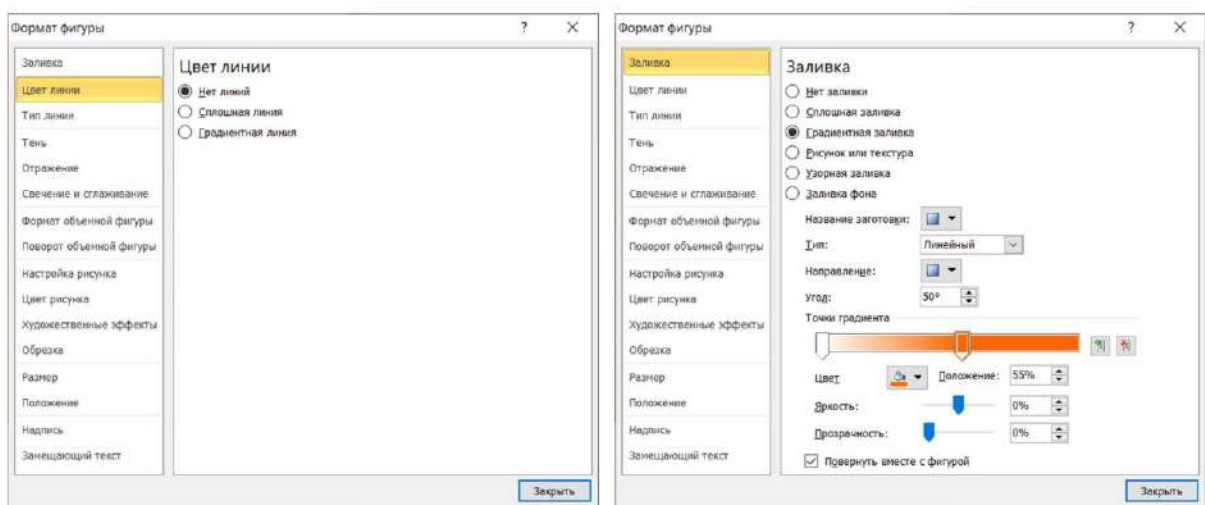 Формат фигуры
?
Заливка
Цвет линии
Тип линии
Тень
Отражение
Свечение и сглаживание
Формат объемной фигуры
Поворот объемной фигуры
Настройка рисунка
Цвет рисунка
Художественные эффекты
Обрезка
Размер
Положение
Надпись
Замещающий текст
Цвет линии
Нет линий
Сплошная линия
Градиентная линия
Закрыть
Формат фигуры
?
Заливка
Цвет линии
Тип линии
Тень
Отражение
Свечение и сглаживание
Формат объемной фигуры
Поворот объемной фигуры
Настройка рисунка
Цвет рисунка
Художественные эффекты
Обрезка
Размер
Положение
Надпись
Замещающий текст
Заливка
Нет заливки
Сплошная заливка
Градиентная заливка
Рисунок или текстура
Узорная заливка
Заливка фона
Название заготовки:
Тип: Линейный
Направление:
Угол: 50°
Точки градиента
Цвет Положение: 55%
Яркость: 0%
Прозрачность: 0%
Повернуть вместе с фигурой
Закрыть